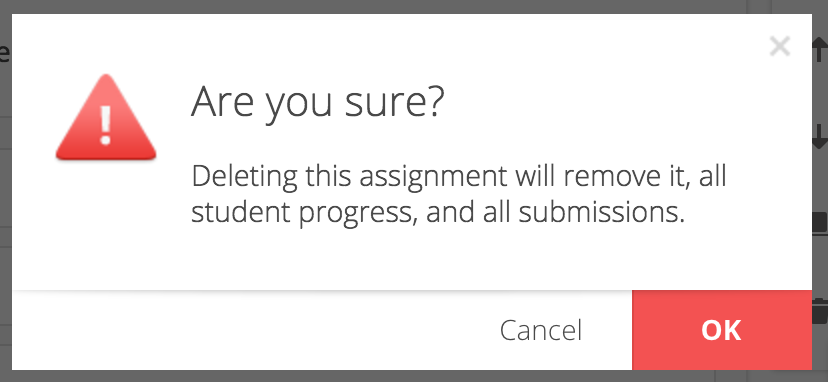 Are you sure?
Deleting this assignment will remove it, all
student progress, and all submissions.
Cancel
OK